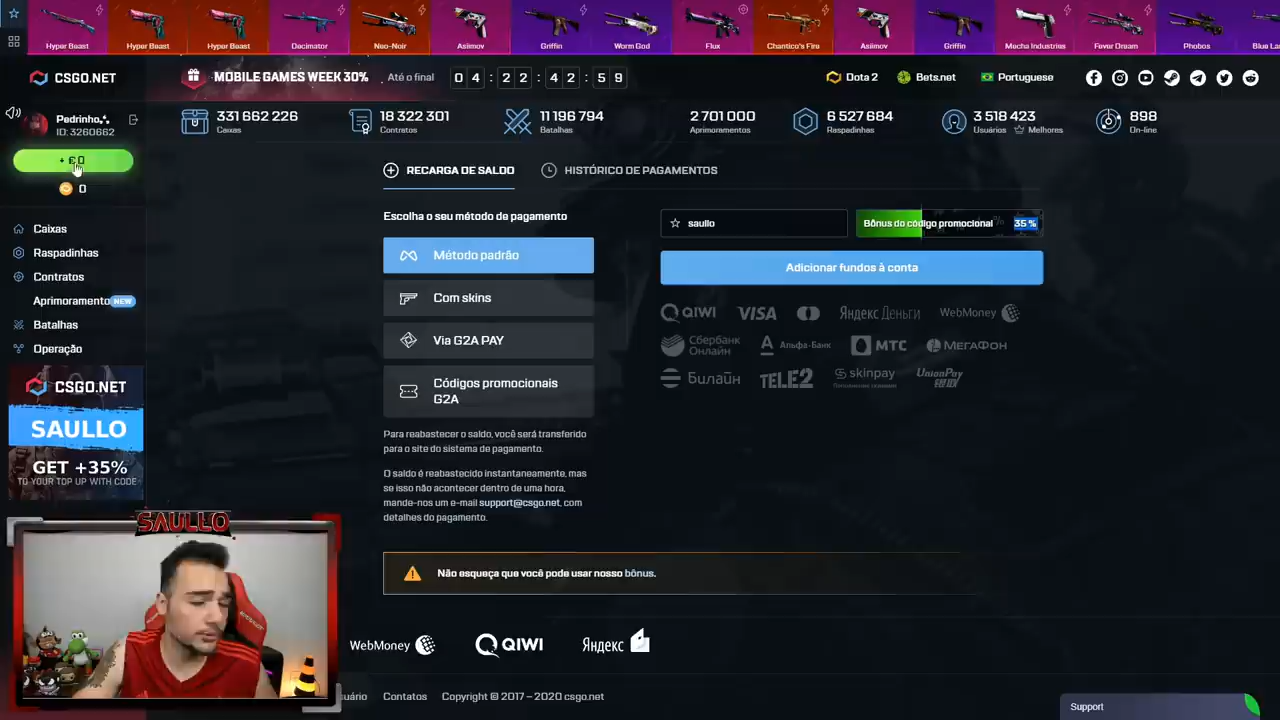 Hyper Beast
Hyper Beast
Hyper Beast
Decimator
Neo-Noir
Asiimov
Griffin
Worm God
Flux
Chantico's Fire
Asiimov
Griffin
Mecha Industries
Fever Dream
Phobos
Blue La
CSGO.NET
MOBILE GAMES WEEK 30%
Até o final
0 4 : 2 2 : 4 2 : 5 9
Dota 2
Bets.net
Portuguese
Pedrinho
ID: 3260662
331 662 226
Caixas
18 322 301
Contratos
11 196 794
Batalhas
2 701 000
Aprimoramentos
6 527 684
Raspadinhas
3 518 423
Usuários
Melhores
898
On-line
+ £ 0
0
RECARGA DE SALDO
HISTÓRICO DE PAGAMENTOS
Caixas
Raspadinhas
Contratos
Aprimoramento NEW
Batalhas
Operação
Escolha o seu método de pagamento
Método padrão
Com skins
Via G2A PAY
Códigos promocionais
G2A
saullo
Bônus do código promocional
35 %
Adicionar fundos à conta
QIWI
VISA
Яндекс Деньги
WebMoney
Сбербанк
Онлайн
Альфа-Банк
МТС
МегаФон
Билайн
TELE2
skinpay
UnionPay
银联
CSGO.NET
SAULLO
GET +35%
TO YOUR TOP UP WITH CODE
Para reabastecer o saldo, você será transferido
para o site do sistema de pagamento.
O saldo é reabastecido instantaneamente, mas
se isso não acontecer dentro de uma hora,
mande-nos um e-mail support@csgo.net, com
detalhes do pagamento.
SAULLO
Não esqueça que você pode usar nosso bônus.
WebMoney
QIWI
Яндекс
suário
Contatos
Copyright © 2017 – 2020 csgo.net
Support